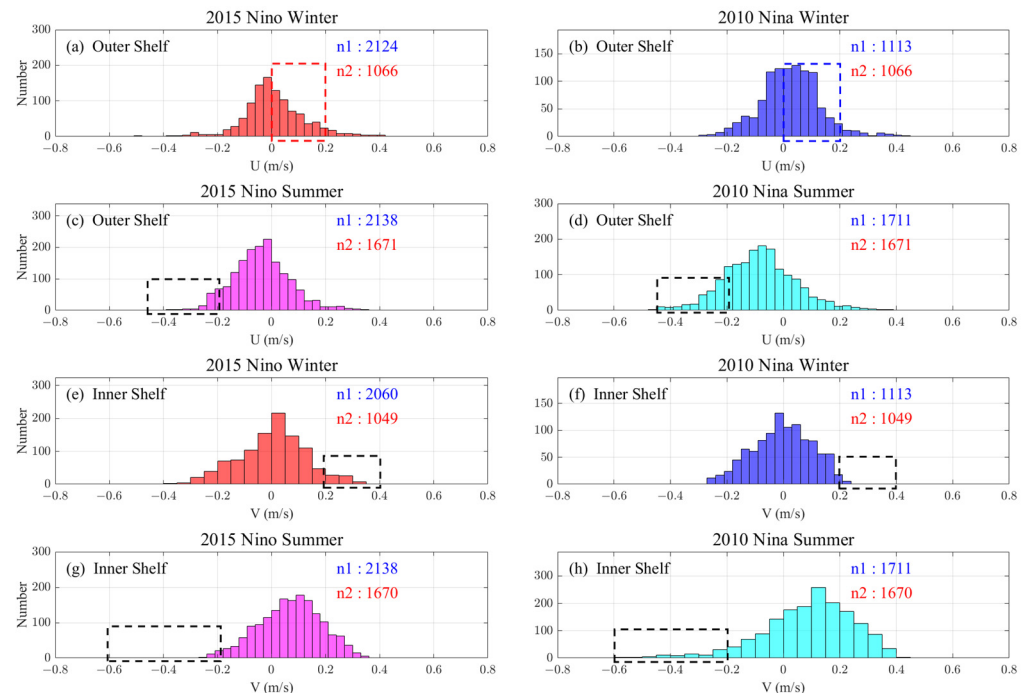 2015 Nino Winter
300
200
100
0
Number
(a) Outer Shelf
n1 : 2124
n2 : 1066
−0.8 −0.6 −0.4 −0.2 0 0.2 0.4 0.6 0.8
U (m/s)
2010 Nina Winter
150
100
50
0
(b) Outer Shelf
n1 : 1113
n2 : 1066
−0.8 −0.6 −0.4 −0.2 0 0.2 0.4 0.6 0.8
U (m/s)
2015 Nino Summer
300
200
100
0
Number
(c) Outer Shelf
n1 : 2138
n2 : 1671
−0.8 −0.6 −0.4 −0.2 0 0.2 0.4 0.6 0.8
U (m/s)
2010 Nina Summer
300
200
100
0
(d) Outer Shelf
n1 : 1711
n2 : 1671
−0.8 −0.6 −0.4 −0.2 0 0.2 0.4 0.6 0.8
U (m/s)
2015 Nino Winter
300
200
100
0
Number
(e) Inner Shelf
n1 : 2060
n2 : 1049
−0.8 −0.6 −0.4 −0.2 0 0.2 0.4 0.6 0.8
V (m/s)
2010 Nina Winter
150
100
50
0
(f) Inner Shelf
n1 : 1113
n2 : 1049
−0.8 −0.6 −0.4 −0.2 0 0.2 0.4 0.6 0.8
V (m/s)
2015 Nino Summer
300
200
100
0
Number
(g) Inner Shelf
n1 : 2138
n2 : 1670
−0.8 −0.6 −0.4 −0.2 0 0.2 0.4 0.6 0.8
V (m/s)
2010 Nina Summer
300
200
100
0
(h) Inner Shelf
n1 : 1711
n2 : 1670
−0.8 −0.6 −0.4 −0.2 0 0.2 0.4 0.6 0.8
V (m/s)